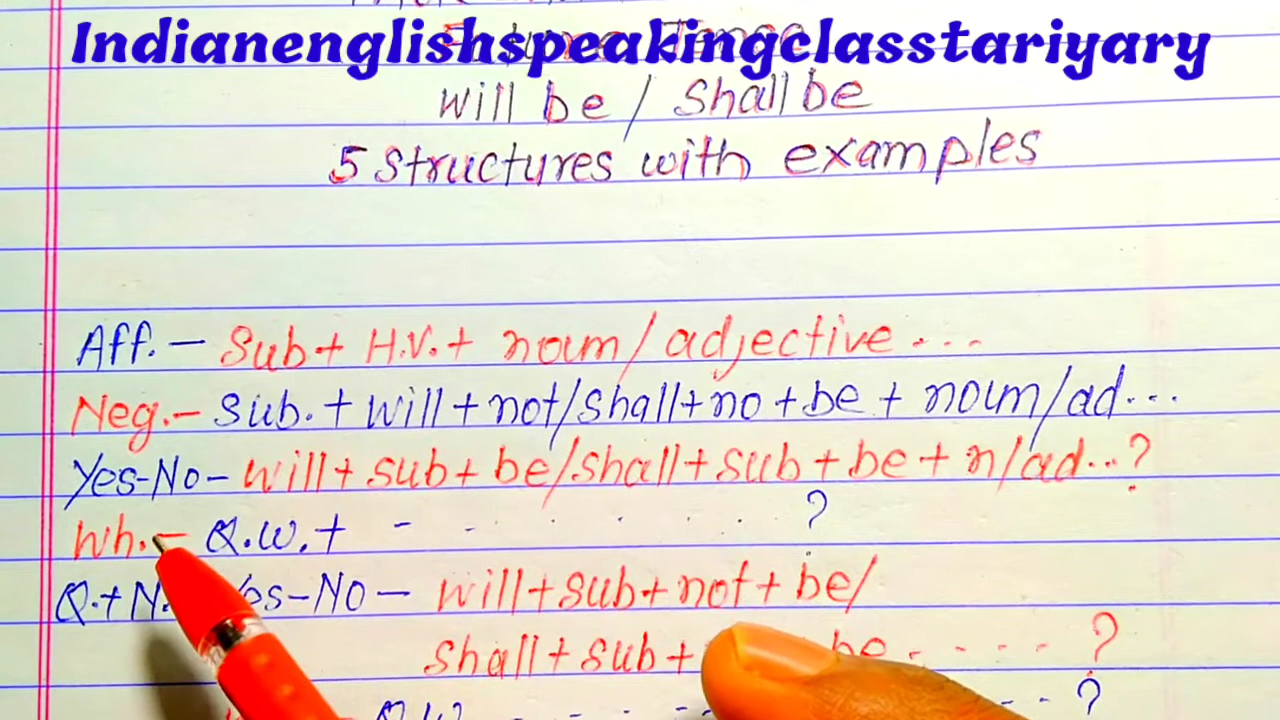 Indianenglishspeakingclasstariyary
Will be / Shall be
5 Structures with examples
Aff. - Sub + H.V. + noun / adjective ...
Neg. - Sub. + will + not/shall + no + be + noun/ad...
Yes-No - will + sub + be/shall + sub + be + n/ad..?
Wh. - Q.W. + - . . . . . . ?
Q.+N. Yes-No - will + sub + not + be/
shall + sub + be . - - - ?
Q.W - - . - - - ?